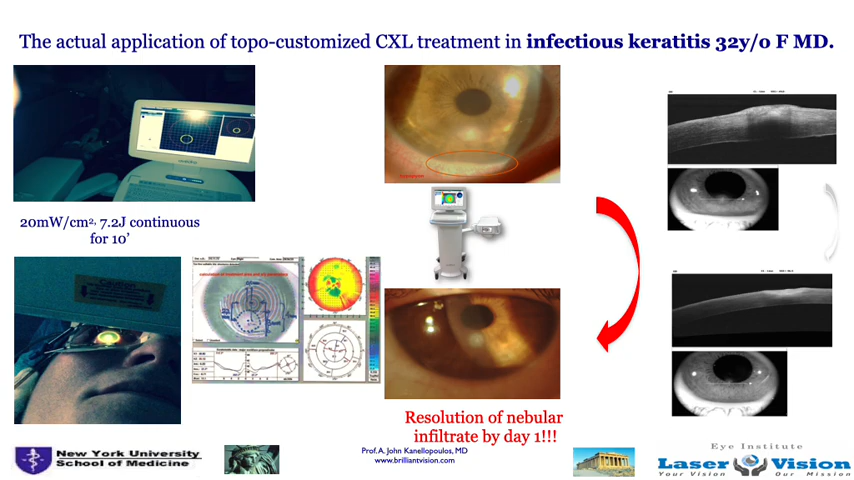 The actual application of topo-customized CXL treatment in infectious keratitis 32y/o F MD.
20mW/cm², 7.2J continuous
for 10'
Resolution of nebular
infiltrate by day 1!!!
Prof. A. John Kanellopoulos, MD
www.brilliantvision.com
New York University
School of Medicine
Eye Institute
Laser Vision
Your Vision Our Mission